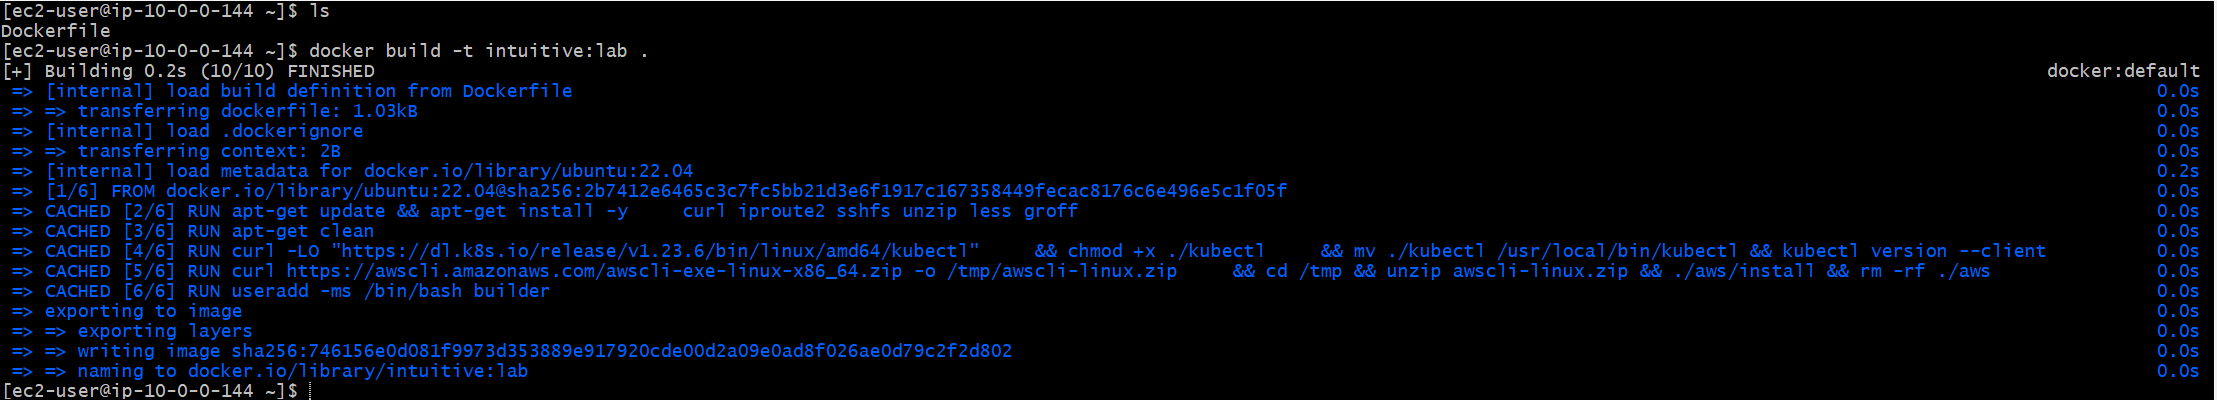 [ec2-user@ip-10-0-0-144 ~]$ ls
Dockerfile
[ec2-user@ip-10-0-0-144 ~]$ docker build -t intuitive:lab .
[+] Building 0.2s (10/10) FINISHED docker:default
=> [internal] load build definition from Dockerfile 0.0s
=> => transferring dockerfile: 1.03kB 0.0s
=> [internal] load .dockerignore 0.0s
=> => transferring context: 2B 0.0s
=> [internal] load metadata for docker.io/library/ubuntu:22.04 0.2s
=> [1/6] FROM docker.io/library/ubuntu:22.04@sha256:2b7412e6465c3c7fc5bb21d3e6f1917c167358449fecac8176c6e496e5c1f05f 0.0s
=> CACHED [2/6] RUN apt-get update && apt-get install -y     curl iproute2 sshfs unzip less groff 0.0s
=> CACHED [3/6] RUN apt-get clean 0.0s
=> CACHED [4/6] RUN curl -LO "https://dl.k8s.io/release/v1.23.6/bin/linux/amd64/kubectl"     && chmod +x ./kubectl     && mv ./kubectl /usr/local/bin/kubectl && kubectl version --client 0.0s
=> CACHED [5/6] RUN curl https://awscli.amazonaws.com/awscli-exe-linux-x86_64.zip -o /tmp/awscli-linux.zip     && cd /tmp && unzip awscli-linux.zip && ./aws/install && rm -rf ./aws 0.0s
=> CACHED [6/6] RUN useradd -ms /bin/bash builder 0.0s
=> exporting to image 0.0s
=> => exporting layers 0.0s
=> => writing image sha256:746156e0d081f9973d353889e917920cde00d2a09e0ad8f026ae0d79c2f2d802 0.0s
=> => naming to docker.io/library/intuitive:lab 0.0s
[ec2-user@ip-10-0-0-144 ~]$